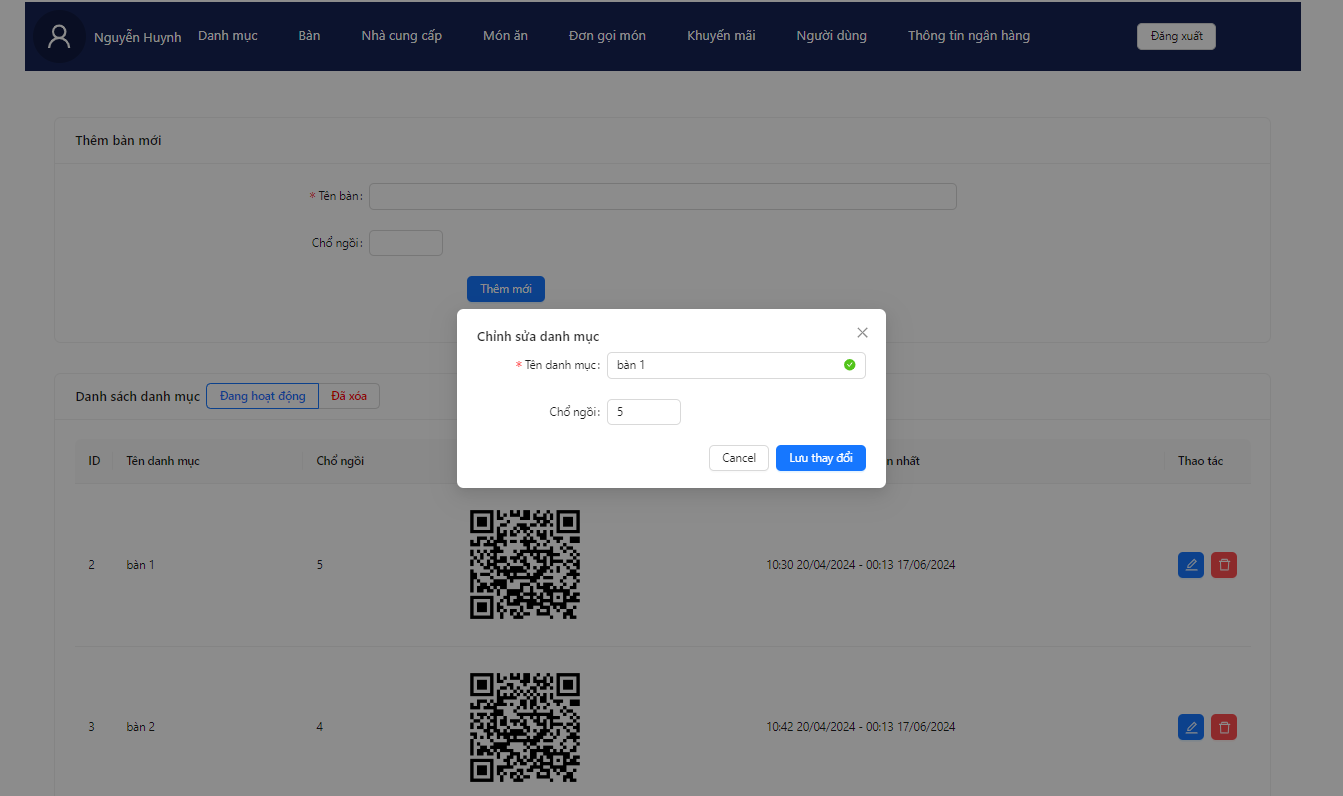 Nguyễn Huynh Danh mục Bàn Nhà cung cấp Món ăn Đơn gọi món Khuyến mãi Người dùng Thông tin ngân hàng Đăng xuất
Thêm bàn mới
* Tên bàn:
Chổ ngồi:
Thêm mới
Chỉnh sửa danh mục
* Tên danh mục: bàn 1
Chổ ngồi: 5
Cancel Lưu thay đổi
Danh sách danh mục Đang hoạt động Đã xóa
ID Tên danh mục Chổ ngồi nhất Thao tác
2 bàn 1 5 10:30 20/04/2024 - 00:13 17/06/2024
3 bàn 2 4 10:42 20/04/2024 - 00:13 17/06/2024